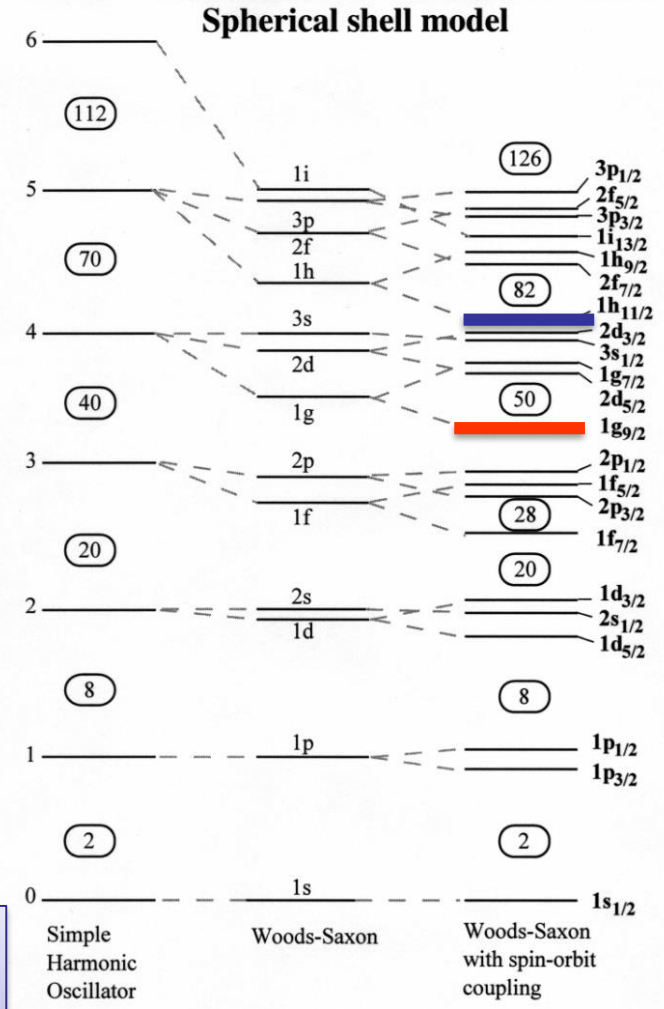 Spherical shell model
6
112
5
70
4
40
3
20
2
8
1
2
0
Simple
Harmonic
Oscillator
1i
3p
2f
1h
3s
2d
1g
2p
1f
2s
1d
1p
1s
Woods-Saxon
126
82
50
28
20
8
2
3p1/2
2f5/2
3p3/2
1i13/2
1h9/2
2f7/2
1h11/2
2d3/2
3s1/2
1g7/2
2d5/2
1g9/2
2p1/2
1f5/2
2p3/2
1f7/2
1d3/2
2s1/2
1d5/2
1p1/2
1p3/2
1s1/2
Woods-Saxon
with spin-orbit
coupling